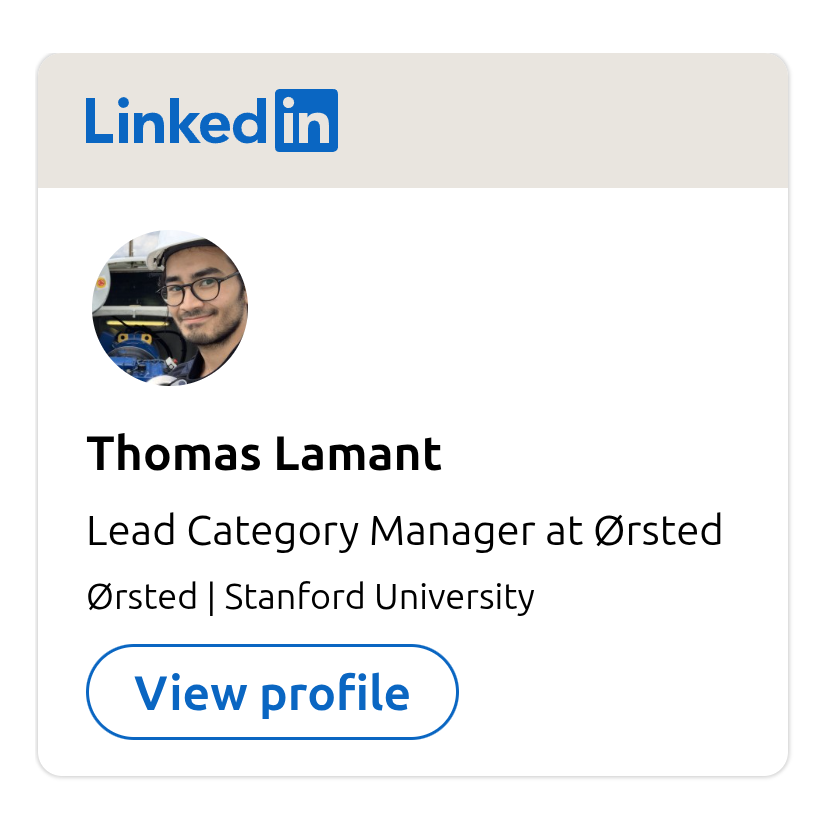 Linkedin
Thomas Lamant
Lead Category Manager at Ørsted
Ørsted | Stanford University
View profile